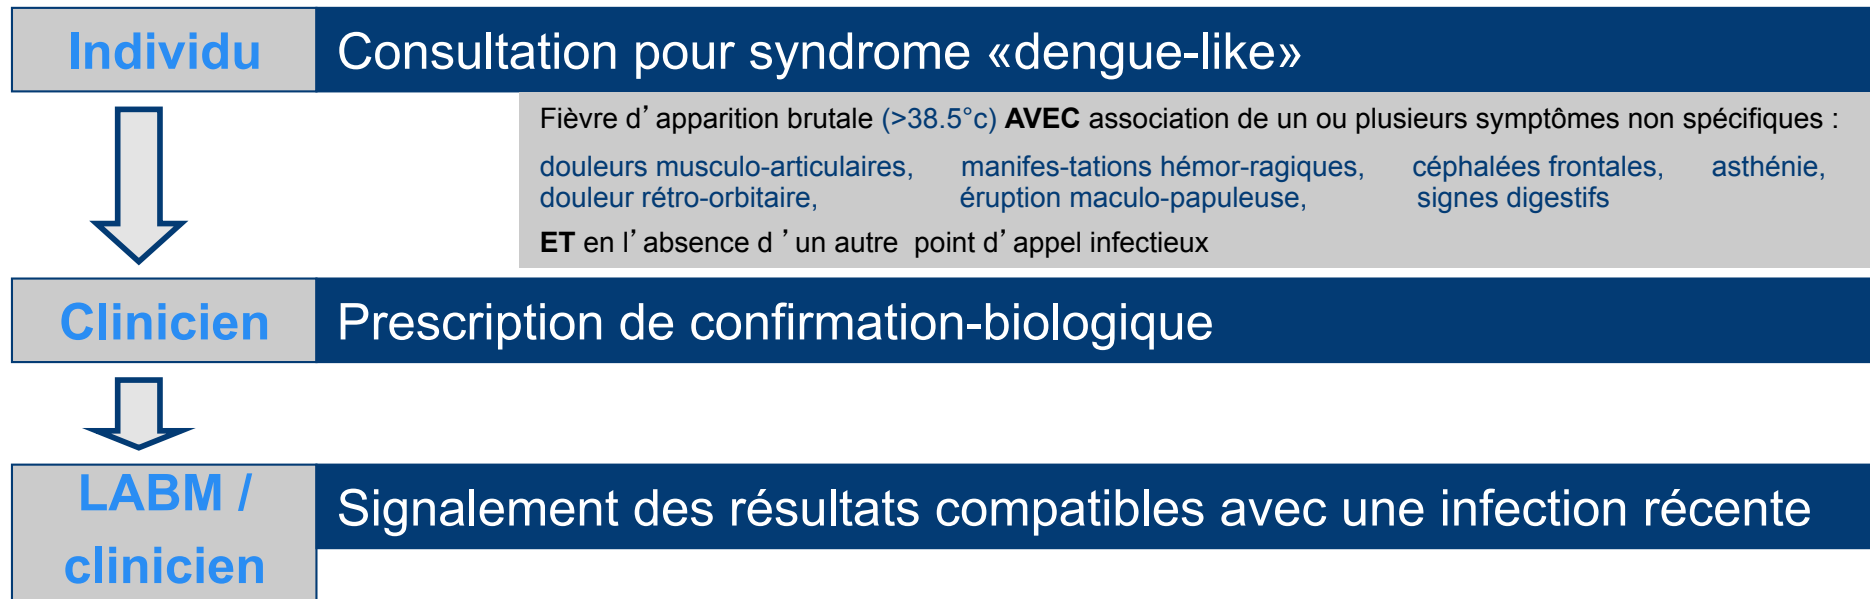 Individu
Consultation pour syndrome «dengue-like»
Fièvre d’apparition brutale (>38.5°c) AVEC association de un ou plusieurs symptômes non spécifiques :
douleurs musculo-articulaires, manifes-tations hémor-ragiques, céphalées frontales, asthénie,
douleur rétro-orbitaire, éruption maculo-papuleuse, signes digestifs
ET en l’absence d ’un autre point d’appel infectieux
Clinicien
Prescription de confirmation-biologique
LABM /
clinicien
Signalement des résultats compatibles avec une infection récente